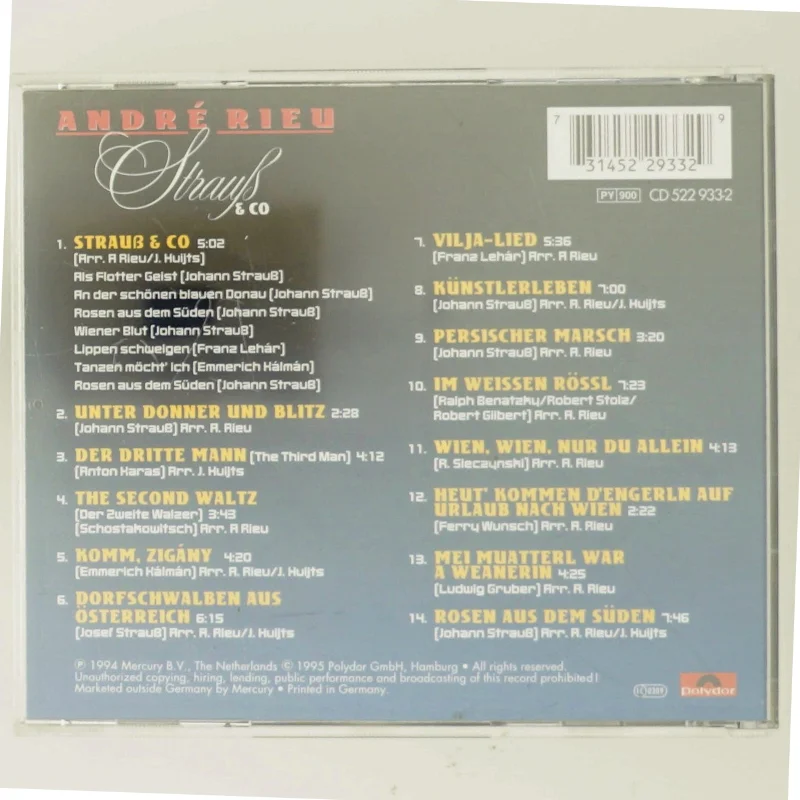 ANDRÉ RIEU
Strauß
& CO
7 31452 29332 9
PY 900 CD 522 933-2
1. STRAUß & CO 5:02
(Arr. A Rieu/J. Huijts)
Als Flotter Geist (Johann Strauß)
An der schönen blauen Donau (Johann Strauß)
Rosen aus dem Süden (Johann Strauß)
Wiener Blut (Johann Strauß)
Lippen schweigen (Franz Lehár)
Tanzen möcht' ich (Emmerich Kálmán)
Rosen aus dem Süden (Johann Strauß)
2. UNTER DONNER UND BLITZ 2:28
(Johann Strauß) Arr. A. Rieu
3. DER DRITTE MANN (The Third Man) 4:12
(Anton Karas) Arr. J. Huijts
4. THE SECOND WALTZ
(Der Zweite Walzer) 3:43
(Schostakowitsch) Arr. A Rieu
5. KOMM, ZIGÁNY 4:20
(Emmerich Kálmán) Arr. A. Rieu/J. Huijts
6. DORFSCHWALBEN AUS
ÖSTERREICH 6:15
(Josef Strauß) Arr. A. Rieu/J. Huijts
7. VILJA-LIED 5:36
(Franz Lehár) Arr. A Rieu
8. KÜNSTLERLEBEN 7:00
(Johann Strauß) Arr. A. Rieu/J. Huijts
9. PERSISCHER MARSCH 3:20
(Johann Strauß) Arr. A. Rieu
10. IM WEISSEN RÖSSL 7:23
(Ralph Benatzky/Robert Stolz/
Robert Gilbert) Arr. A. Rieu
11. WIEN, WIEN, NUR DU ALLEIN 4:13
(R. Sieczynski) Arr. A. Rieu
12. HEUT' KOMMEN D'ENGERLN AUF
URLAUB NACH WIEN 2:22
(Ferry Wunsch) Arr. A. Rieu
13. MEI MUATTERL WAR
A WEANERIN 4:25
(Ludwig Gruber) Arr. A. Rieu
14. ROSEN AUS DEM SÜDEN 7:46
(Johann Strauß) Arr. A. Rieu/J. Huijts
℗ 1994 Mercury B.V., The Netherlands © 1995 Polydor GmbH, Hamburg • All rights reserved.
Unauthorized copying, hiring, lending, public performance and broadcasting of this record prohibited!
Marketed outside Germany by Mercury • Printed in Germany.
Polydor